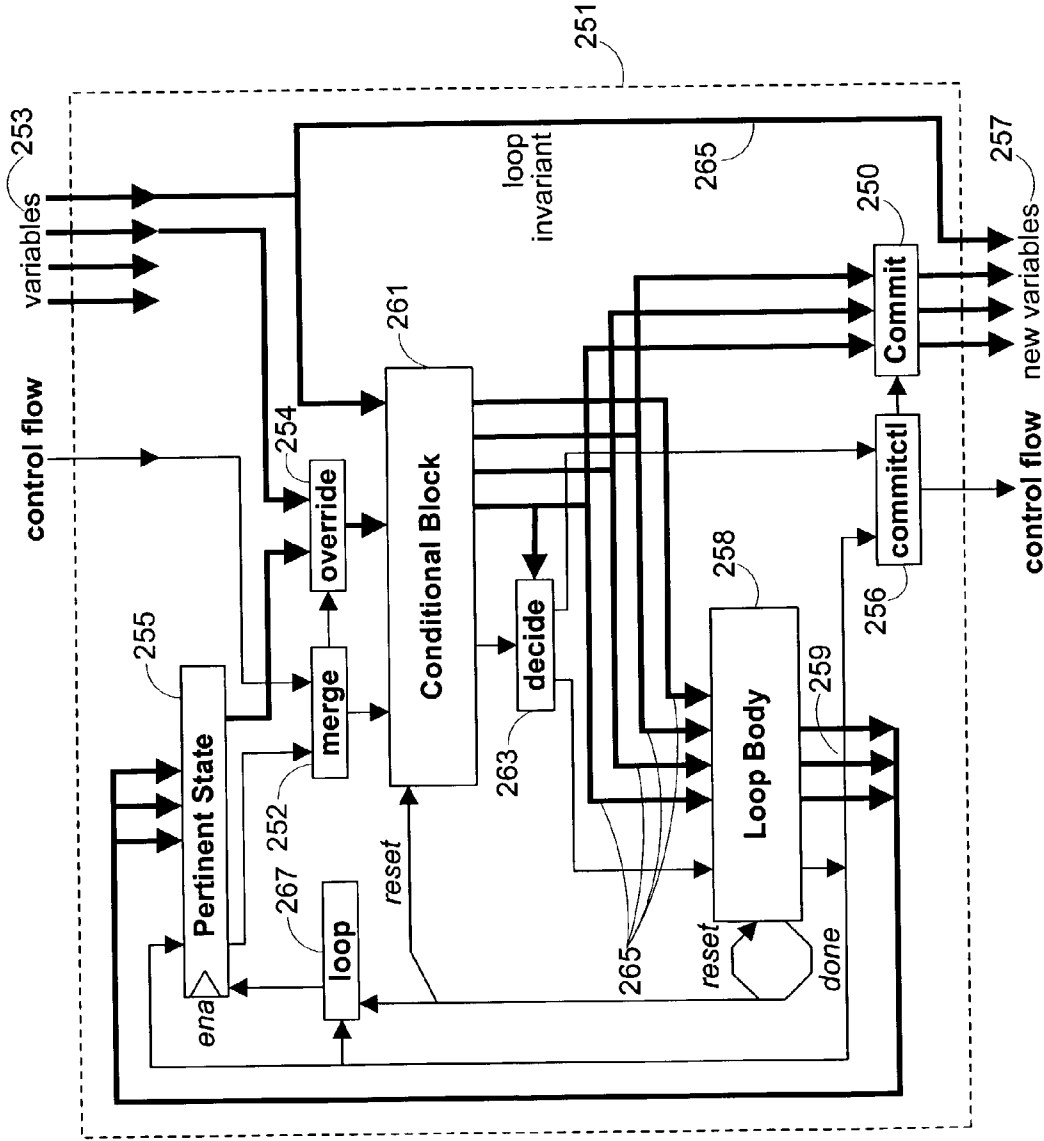 control flow
variables
253
251
Pertinent State
255
ena
loop
267
merge
252
override
254
reset
Conditional Block
261
loop
invariant
265
decide
263
265
Loop Body
258
reset
done
259
Commit
250
commitctl
256
control flow
new variables
257